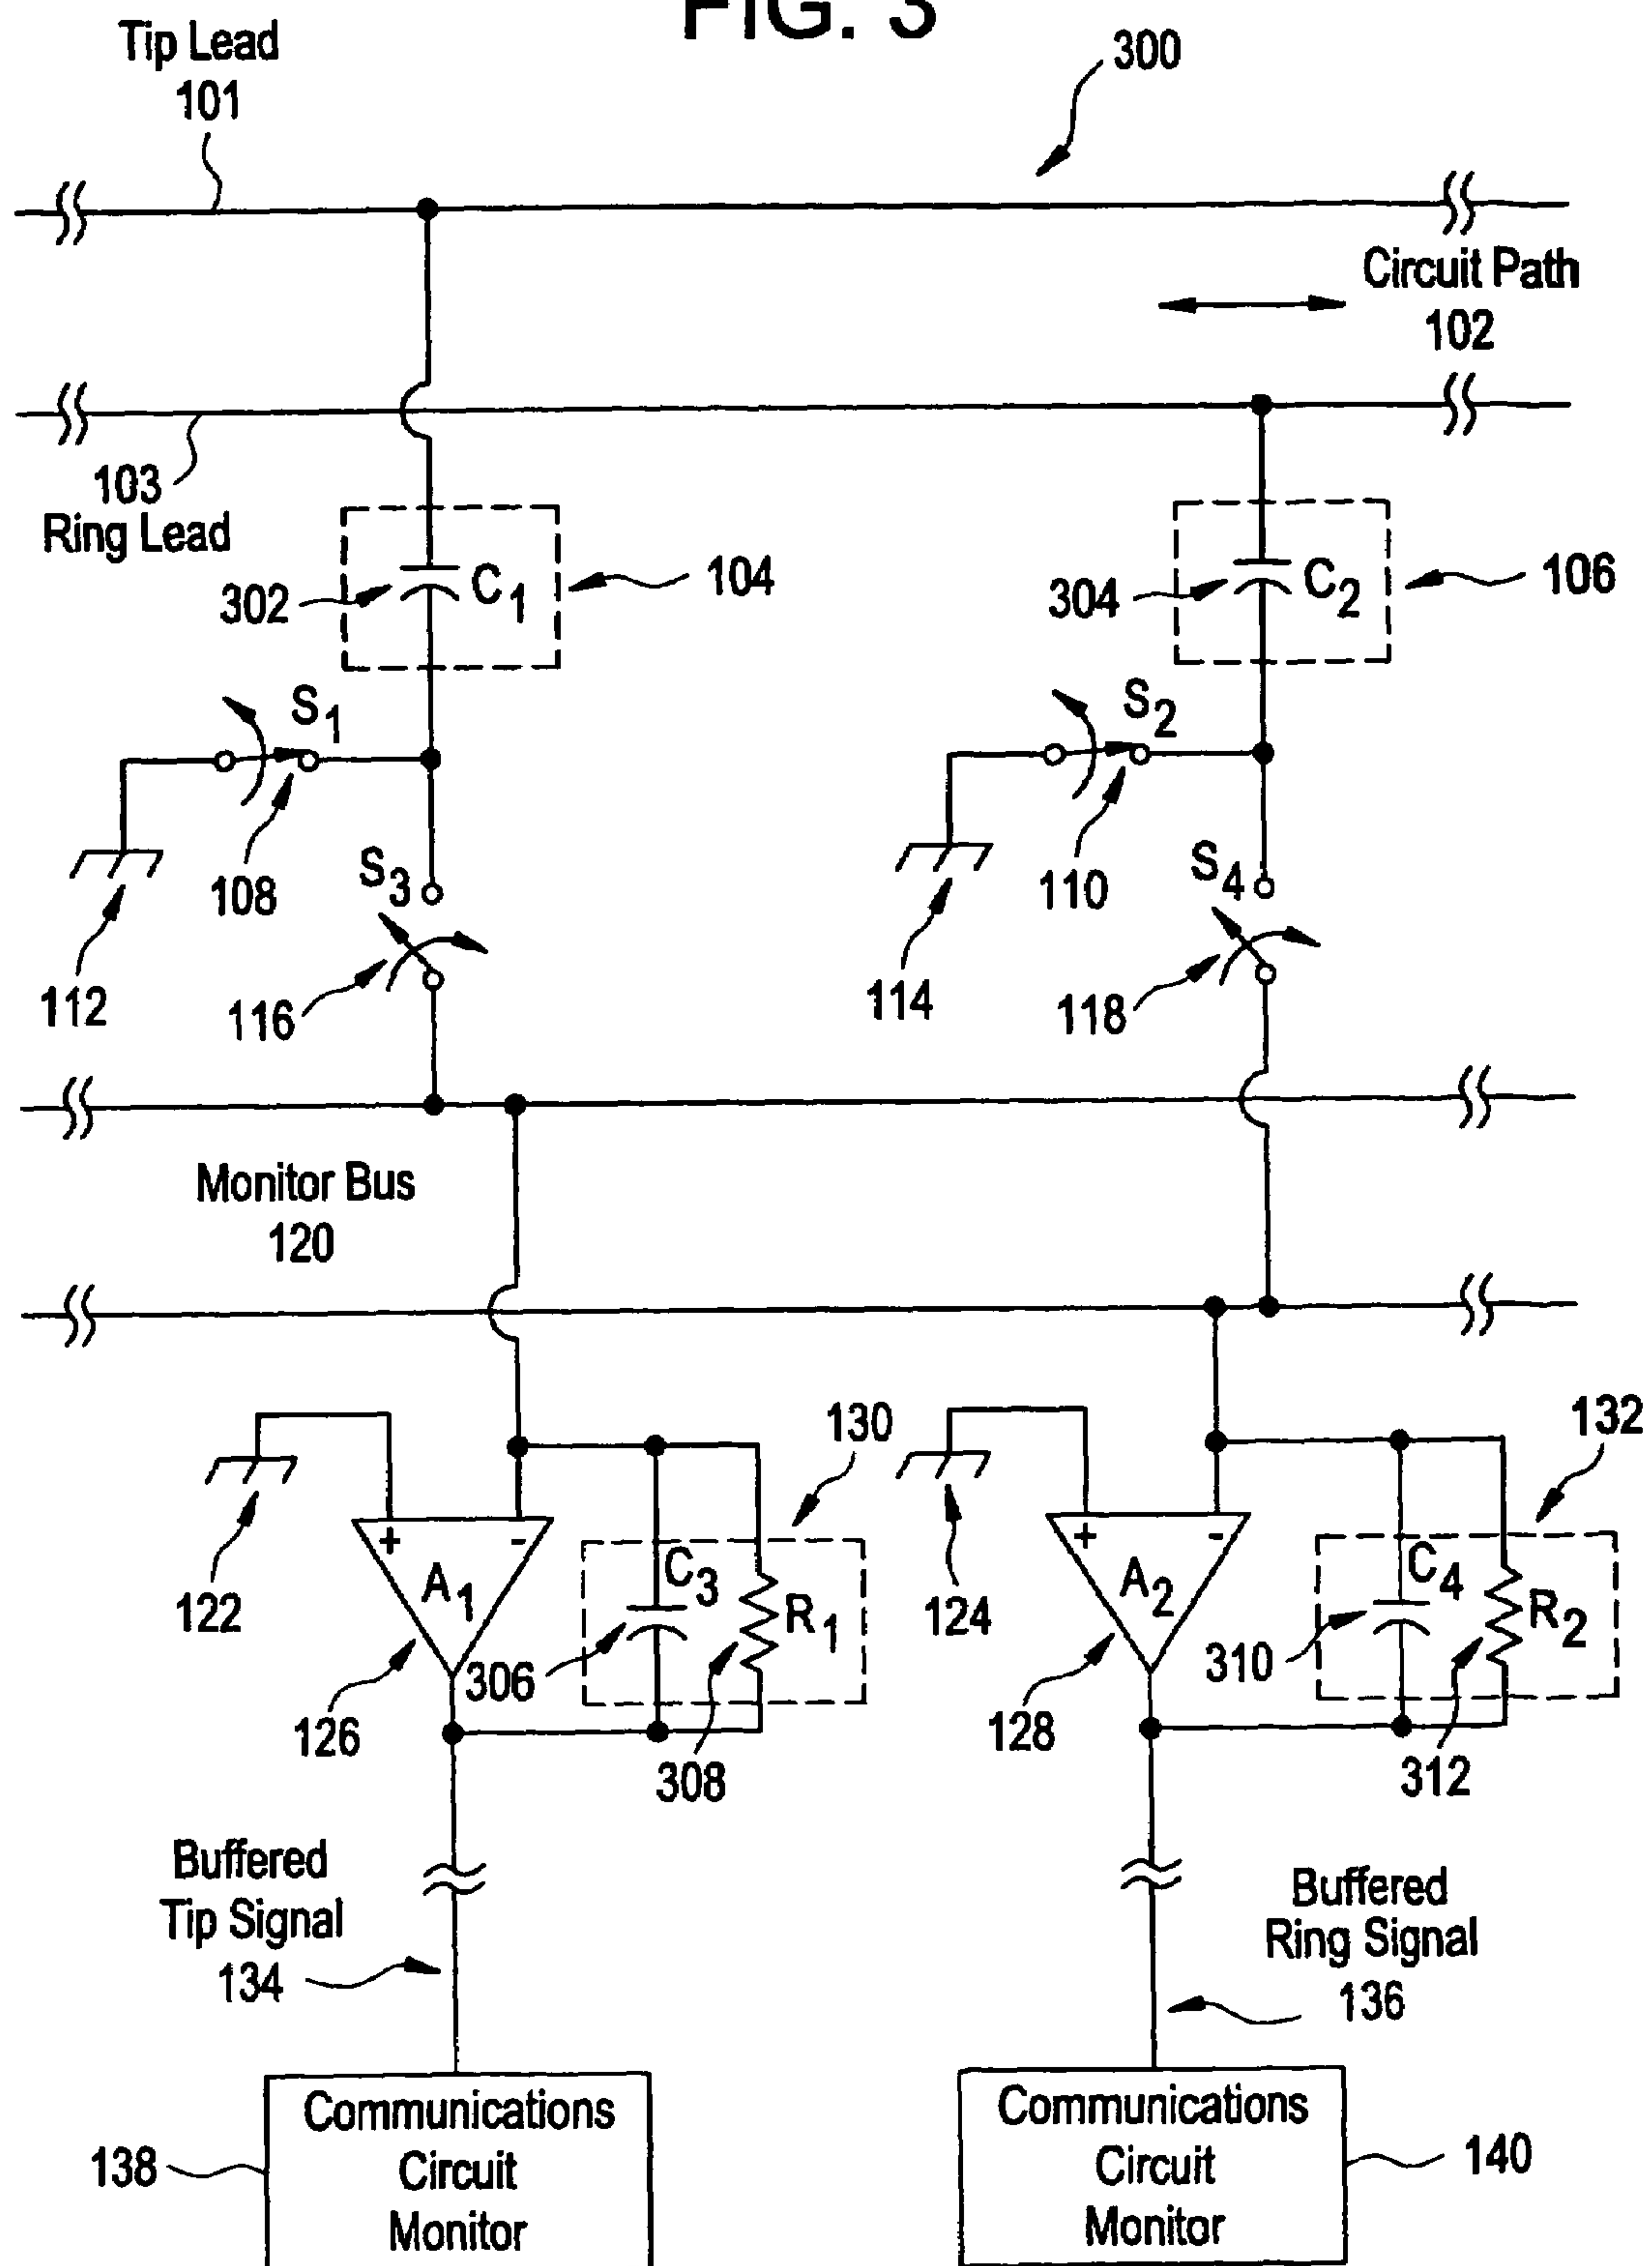 FIG. 3
Tip Lead
101
300
Circuit Path
102
103
Ring Lead
302
C1
104
304
C2
106
S1
S2
108
S3
110
S4
112
116
114
118
Monitor Bus
120
130
132
+
-
A1
C3
R1
122
306
126
308
+
-
A2
C4
R2
124
310
128
312
Buffered
Tip Signal
134
Buffered
Ring Signal
136
138
Communications
Circuit
Monitor
Communications
Circuit
Monitor
140